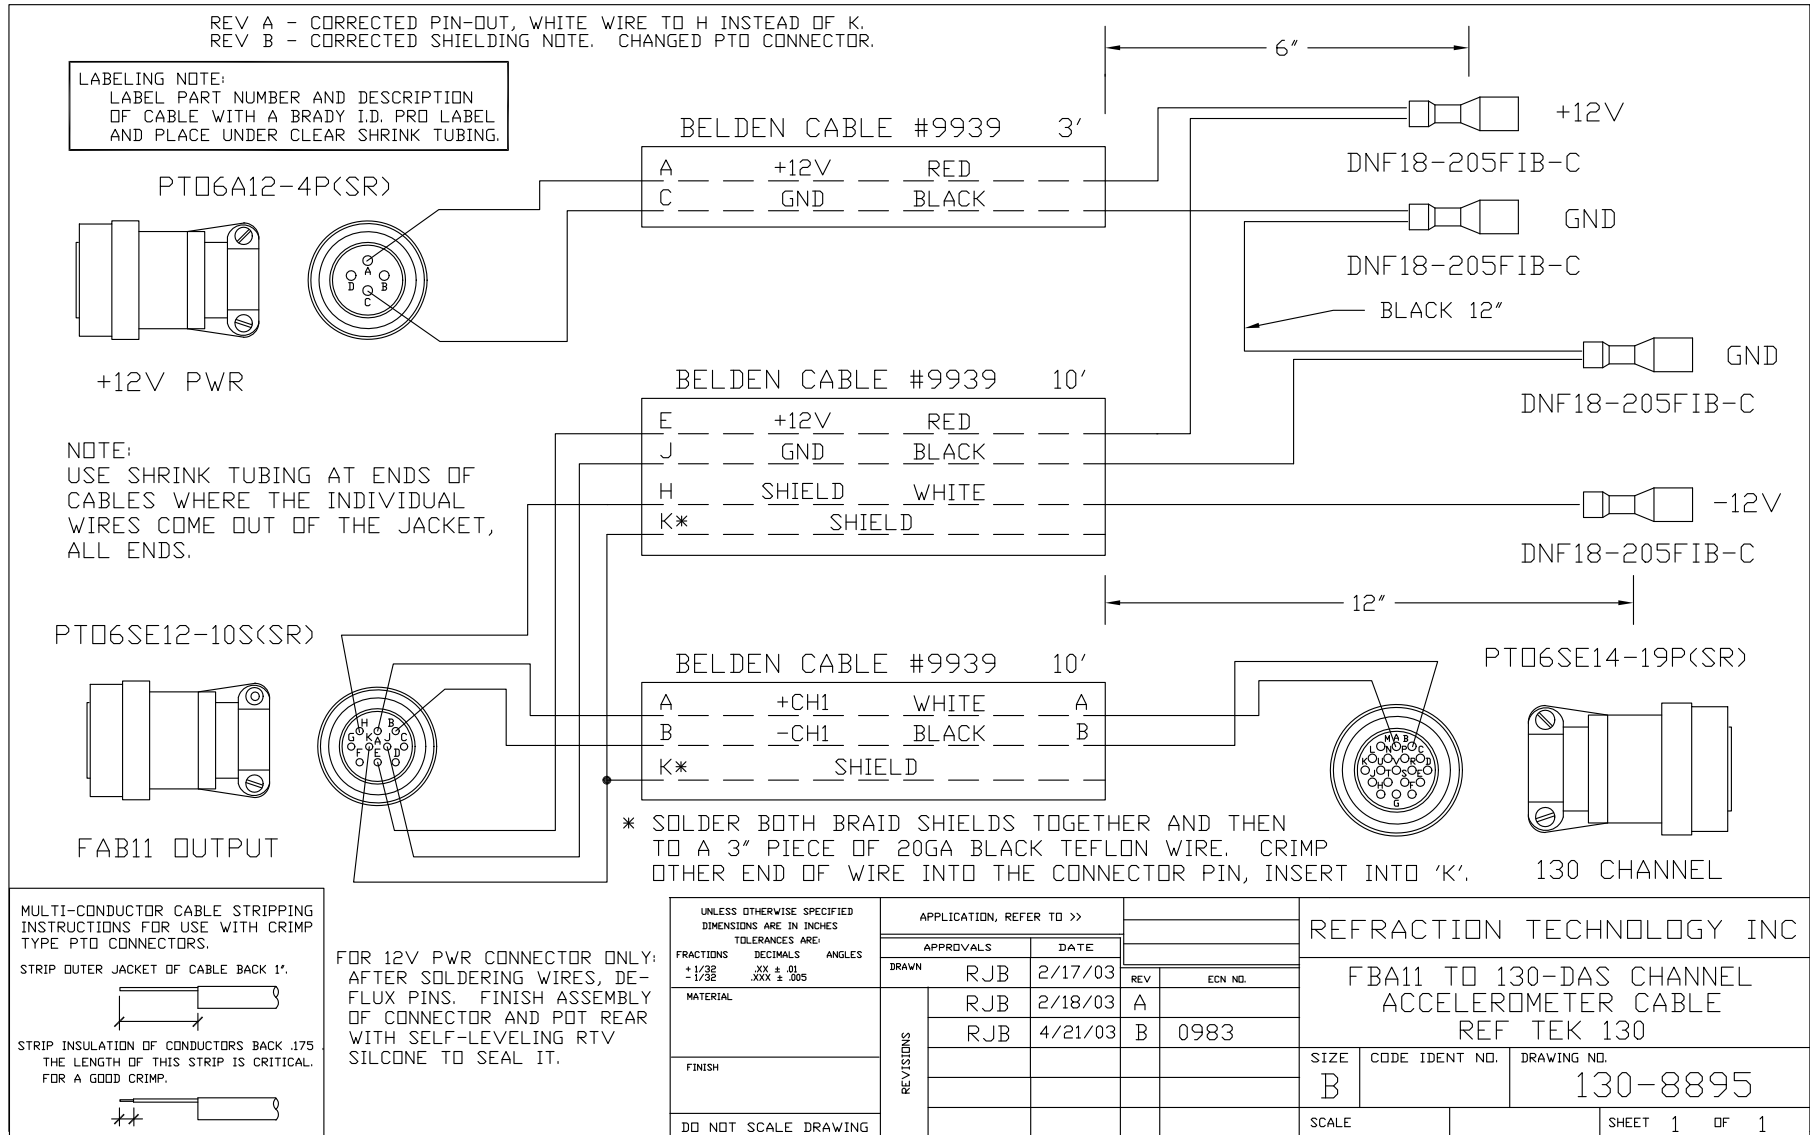 REV A - CORRECTED PIN-OUT, WHITE WIRE TO H INSTEAD OF K.
REV B - CORRECTED SHIELDING NOTE. CHANGED PTO CONNECTOR.
LABELING NOTE:
LABEL PART NUMBER AND DESCRIPTION
OF CABLE WITH A BRADY I.D. PRO LABEL
AND PLACE UNDER CLEAR SHRINK TUBING.
6"
BELDEN CABLE #9939 3'
A +12V RED
C GND BLACK
+12V
DNF18-205FIB-C
GND
DNF18-205FIB-C
BLACK 12"
GND
DNF18-205FIB-C
PT06A12-4P(SR)
A
D B
C
+12V PWR
BELDEN CABLE #9939 10'
E +12V RED
J GND BLACK
H SHIELD WHITE
K* SHIELD
-12V
DNF18-205FIB-C
NOTE:
USE SHRINK TUBING AT ENDS OF
CABLES WHERE THE INDIVIDUAL
WIRES COME OUT OF THE JACKET,
ALL ENDS.
12"
PT06SE12-10S(SR)
H B
G K A J C
F E D
FAB11 OUTPUT
BELDEN CABLE #9939 10'
A +CH1 WHITE A
B -CH1 BLACK B
K* SHIELD
PT06SE14-19P(SR)
M A B
L N P C
K U V R D
J T S E
H F
G
130 CHANNEL
* SOLDER BOTH BRAID SHIELDS TOGETHER AND THEN
TO A 3" PIECE OF 20GA BLACK TEFLON WIRE. CRIMP
OTHER END OF WIRE INTO THE CONNECTOR PIN, INSERT INTO 'K'.
MULTI-CONDUCTOR CABLE STRIPPING
INSTRUCTIONS FOR USE WITH CRIMP
TYPE PTO CONNECTORS.
STRIP OUTER JACKET OF CABLE BACK 1".
STRIP INSULATION OF CONDUCTORS BACK .175 .
THE LENGTH OF THIS STRIP IS CRITICAL.
FOR A GOOD CRIMP.
FOR 12V PWR CONNECTOR ONLY:
AFTER SOLDERING WIRES, DE-
FLUX PINS. FINISH ASSEMBLY
OF CONNECTOR AND POT REAR
WITH SELF-LEVELING RTV
SILCONE TO SEAL IT.
UNLESS OTHERWISE SPECIFIED
DIMENSIONS ARE IN INCHES
TOLERANCES ARE:
FRACTIONS DECIMALS ANGLES
+1/32 .XX ± .01
-1/32 .XXX ± .005
MATERIAL
FINISH
DO NOT SCALE DRAWING
APPLICATION, REFER TO >>
APPROVALS DATE
DRAWN RJB 2/17/03 REV ECN NO.
REVISIONS
RJB 2/18/03 A
RJB 4/21/03 B 0983
REFRACTION TECHNOLOGY INC
FBA11 TO 130-DAS CHANNEL
ACCELEROMETER CABLE
REF TEK 130
SIZE CODE IDENT NO. DRAWING NO.
B 130-8895
SCALE SHEET 1 OF 1